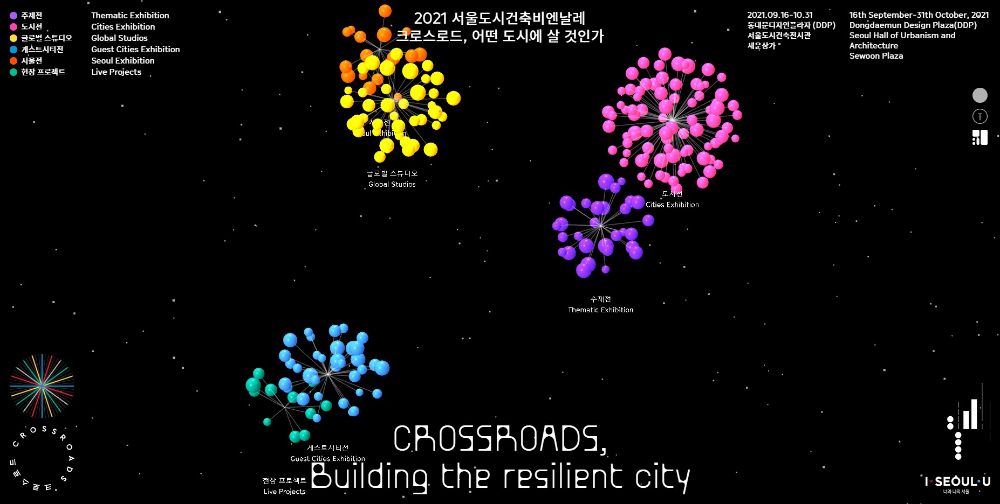 주제전 Thematic Exhibition
도시전 Cities Exhibition
글로벌 스튜디오 Global Studios
게스트시티전 Guest Cities Exhibition
서울전 Seoul Exhibition
현장 프로젝트 Live Projects
2021 서울도시건축비엔날레
크로스로드, 어떤 도시에 살 것인가
2021.09.16-10.31
동대문디자인플라자 (DDP)
서울도시건축전시관
세운상가
16th September-31th October, 2021
Dongdaemun Design Plaza(DDP)
Seoul Hall of Urbanism and
Architecture
Sewoon Plaza
T
글로벌 스튜디오
Global Studios
도시전
Cities Exhibition
주제전
Thematic Exhibition
게스트시티전
Guest Cities Exhibition
현장 프로젝트
Live Projects
CROSSROADS,
Building the resilient city
CROSSROADS
크로스로드
I·SEOUL·U
너와 나의 서울